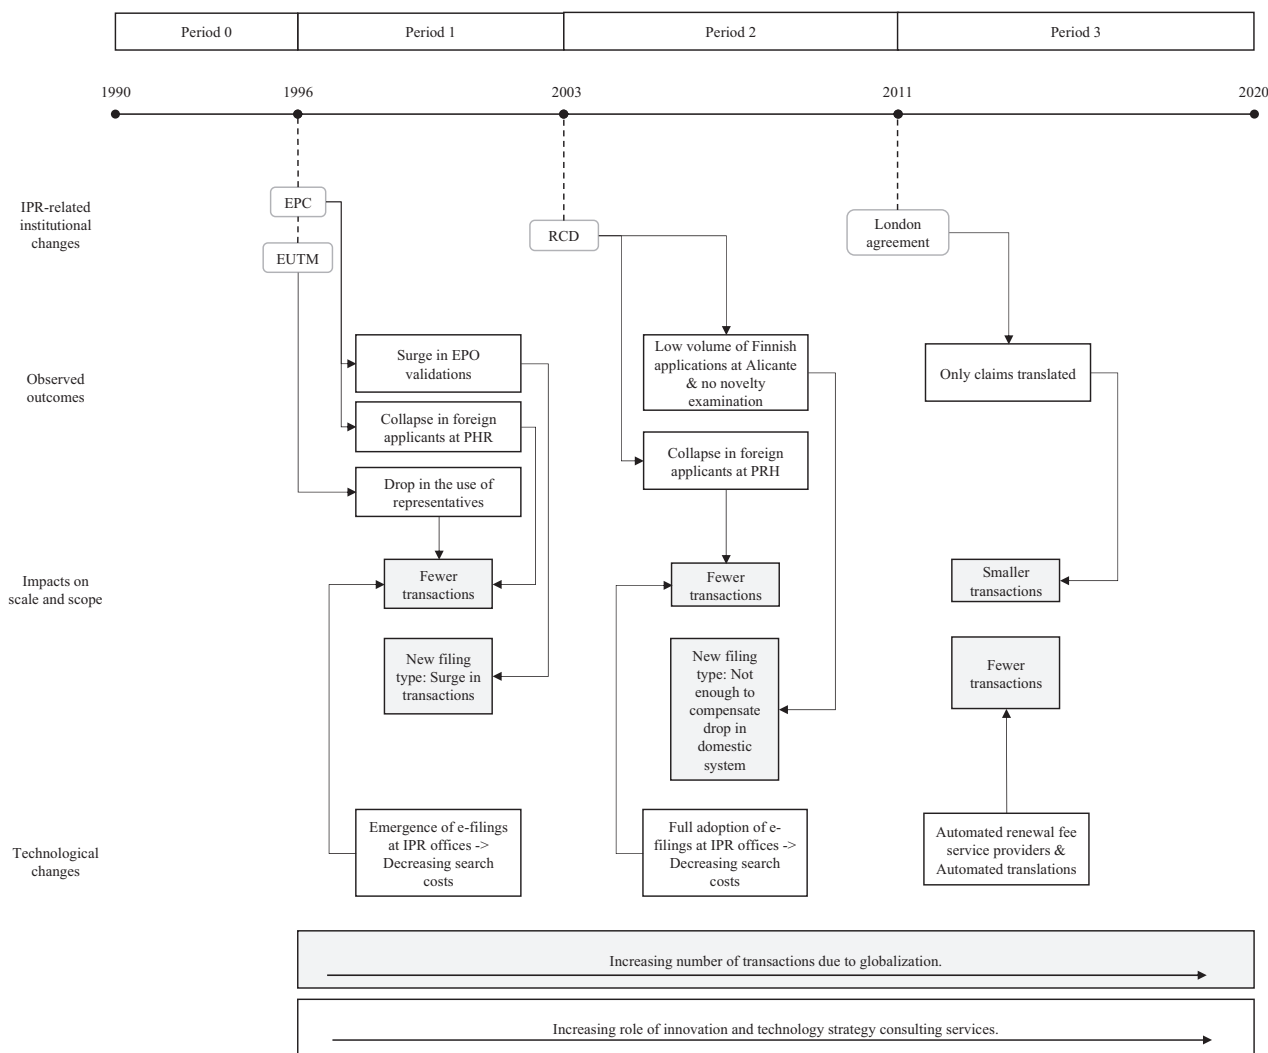 Period 0
Period 1
Period 2
Period 3
1990
1996
2003
2011
2020
IPR-related
institutional
changes
EPC
EUTM
RCD
London
agreement
Observed
outcomes
Surge in EPO
validations
Collapse in foreign
applicants at PHR
Drop in the use of
representatives
Low volume of Finnish
applications at Alicante
& no novelty
examination
Collapse in foreign
applicants at PRH
Only claims translated
Impacts on
scale and scope
Fewer
transactions
New filing
type: Surge in
transactions
Fewer
transactions
New filing
type: Not
enough to
compensate
drop in
domestic
system
Smaller
transactions
Fewer
transactions
Technological
changes
Emergence of e-filings
at IPR offices ->
Decreasing search
costs
Full adoption of e-
filings at IPR offices ->
Decreasing search
costs
Automated renewal fee
service providers &
Automated translations
Increasing number of transactions due to globalization.
Increasing role of innovation and technology strategy consulting services.